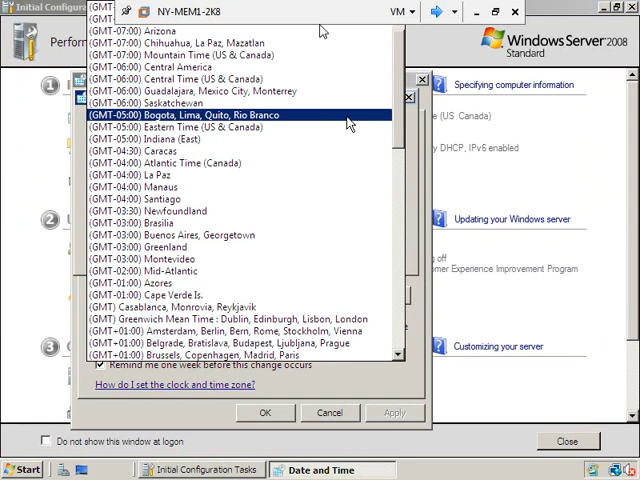 Initial Configurat
NY-MEM1-2K8
VM
Perform
Windows Server 2008
Standard
(GMT-07:00) Arizona
(GMT-07:00) Chihuahua, La Paz, Mazatlan
(GMT-07:00) Mountain Time (US & Canada)
(GMT-06:00) Central America
(GMT-06:00) Central Time (US & Canada)
(GMT-06:00) Guadalajara, Mexico City, Monterrey
(GMT-06:00) Saskatchewan
(GMT-05:00) Bogota, Lima, Quito, Rio Branco
(GMT-05:00) Eastern Time (US & Canada)
(GMT-05:00) Indiana (East)
(GMT-04:30) Caracas
(GMT-04:00) Atlantic Time (Canada)
(GMT-04:00) La Paz
(GMT-04:00) Manaus
(GMT-04:00) Santiago
(GMT-03:30) Newfoundland
(GMT-03:00) Brasilia
(GMT-03:00) Buenos Aires, Georgetown
(GMT-03:00) Greenland
(GMT-03:00) Montevideo
(GMT-02:00) Mid-Atlantic
(GMT-01:00) Azores
(GMT-01:00) Cape Verde Is.
(GMT) Casablanca, Monrovia, Reykjavik
(GMT) Greenwich Mean Time : Dublin, Edinburgh, Lisbon, London
(GMT+01:00) Amsterdam, Berlin, Bern, Rome, Stockholm, Vienna
(GMT+01:00) Belgrade, Bratislava, Budapest, Ljubljana, Prague
(GMT+01:00) Brussels, Copenhagen, Madrid, Paris
1
Specifying computer information
(US Canada)
y DHCP, IPv6 enabled
2
Updating your Windows server
g off
omer Experience Improvement Program
3
Customizing your server
Remind me one week before this change occurs
How do I set the clock and time zone?
OK
Cancel
Apply
Do not show this window at logon
Close
Start
Initial Configuration Tasks
Date and Time